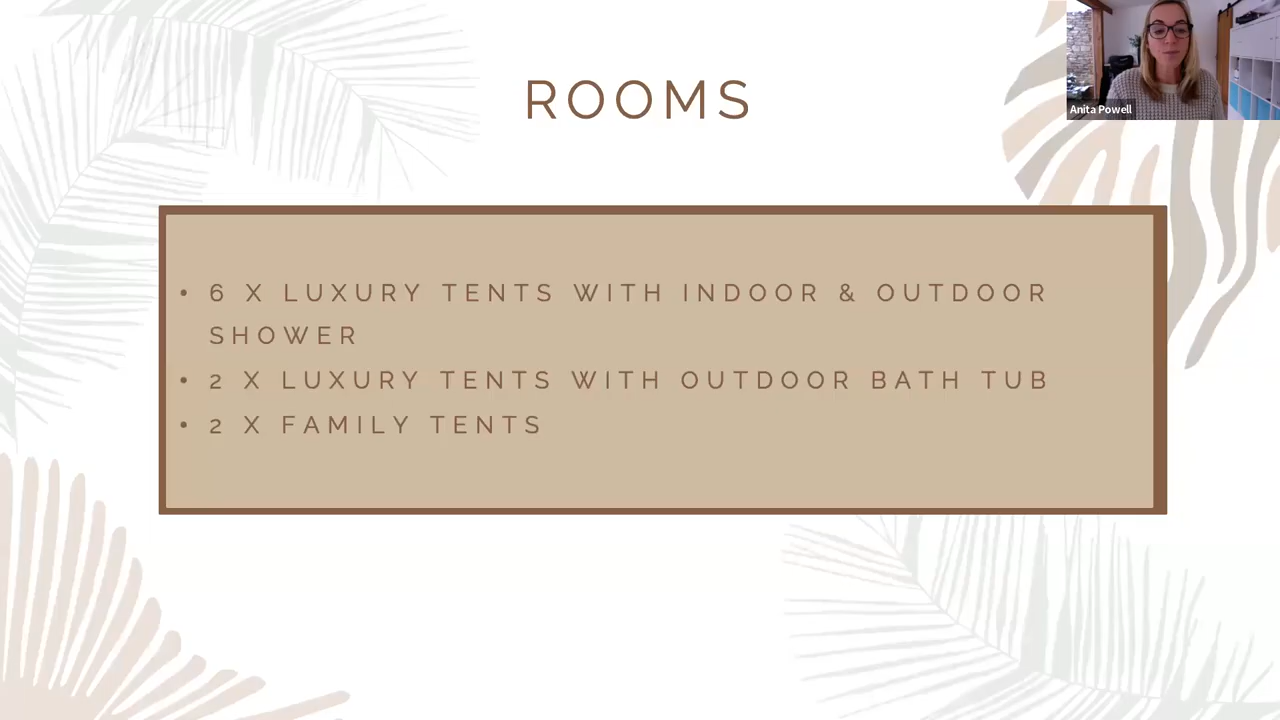 ROOMS
Anita Powell
• 6 X LUXURY TENTS WITH INDOOR & OUTDOOR
SHOWER
• 2 X LUXURY TENTS WITH OUTDOOR BATH TUB
• 2 X FAMILY TENTS